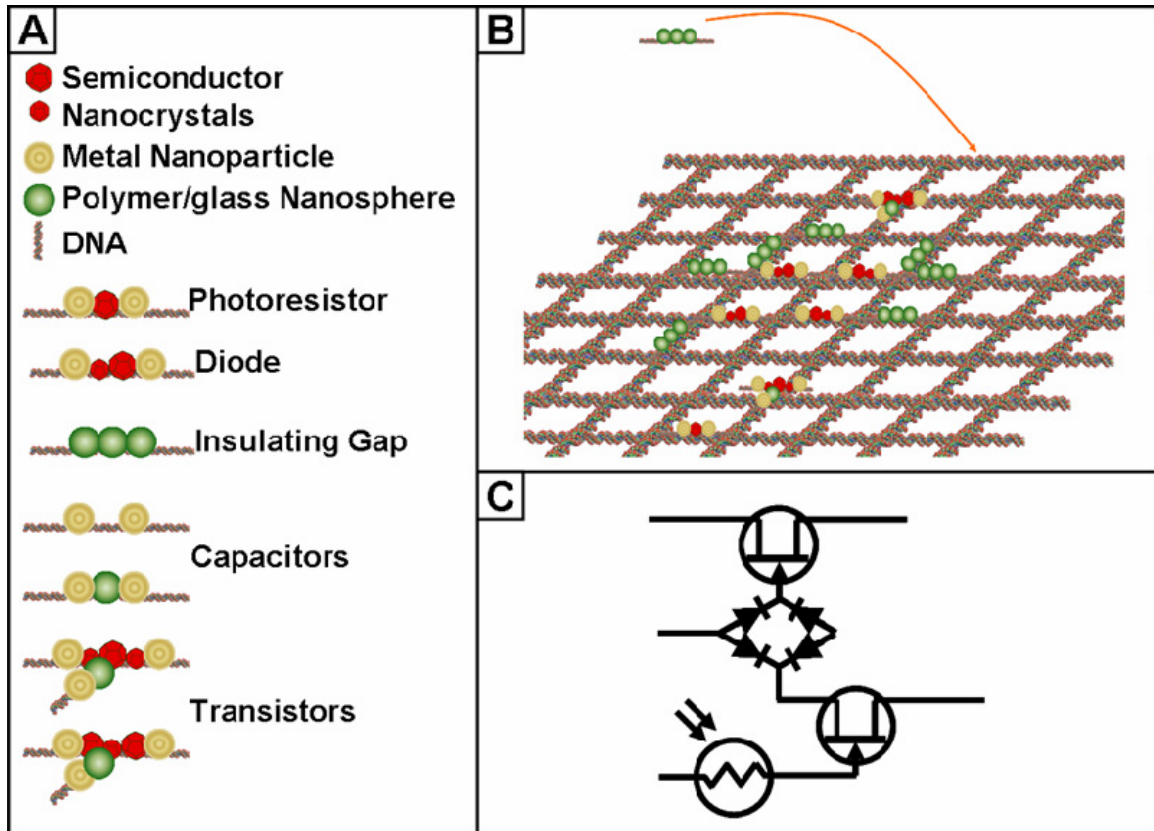 A
Semiconductor
Nanocrystals
Metal Nanoparticle
Polymer/glass Nanosphere
DNA
Photoresistor
Diode
Insulating Gap
Capacitors
Transistors
B
C